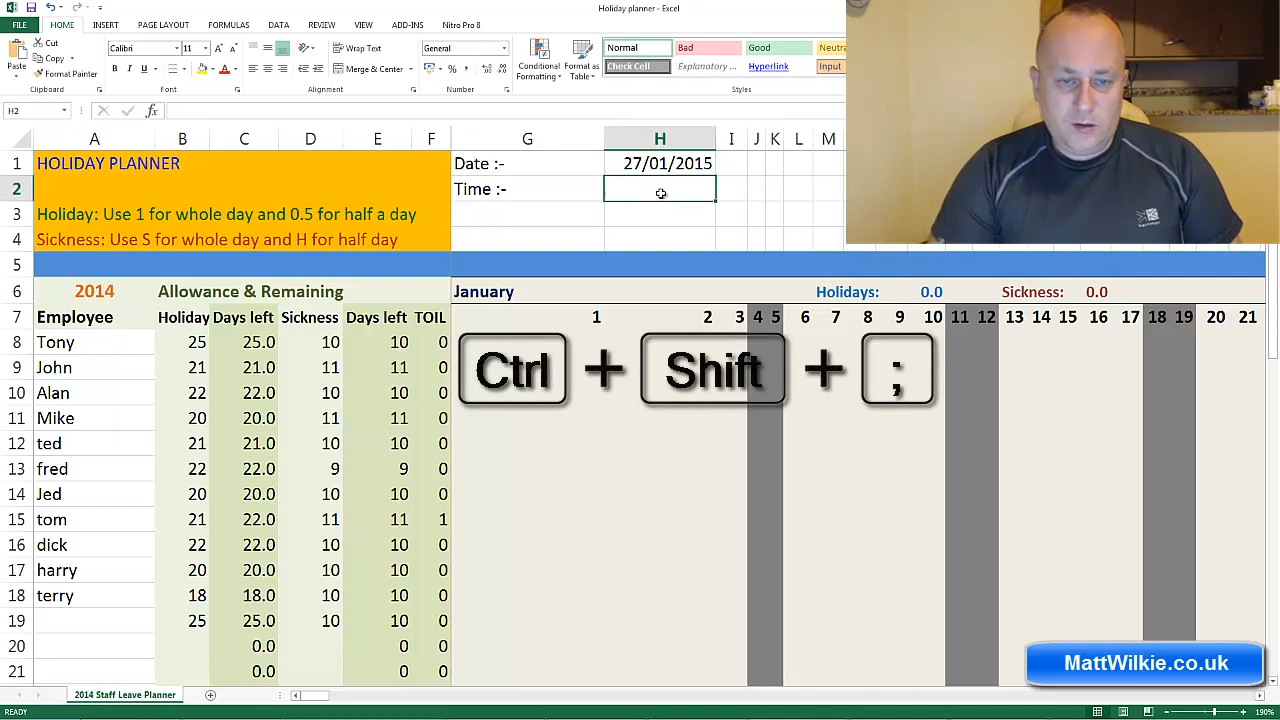 Holiday planner - Excel
FILE HOME INSERT PAGE LAYOUT FORMULAS DATA REVIEW VIEW ADD-INS Nitro Pro 8
Paste
Cut
Copy
Format Painter
Clipboard
Calibri 11
B U
Font
Wrap Text
Merge & Center
Alignment
General
Number
Conditional Formatting
Format as Table
Normal Bad Good Neutra
Check Cell Explanatory ... Hyperlink Input
Styles
H2
A B C D E F G H I J K L M
1 HOLIDAY PLANNER Date :- 27/01/2015
2 Time :-
3 Holiday: Use 1 for whole day and 0.5 for half a day
4 Sickness: Use S for whole day and H for half day
5
6 2014 Allowance & Remaining January Holidays: 0.0 Sickness: 0.0
7 Employee Holiday Days left Sickness Days left TOIL 1 2 3 4 5 6 7 8 9 10 11 12 13 14 15 16 17 18 19 20 21
8 Tony 25 25.0 10 10 0
9 John 21 21.0 11 11 0
10 Alan 22 22.0 10 10 0
11 Mike 20 20.0 11 11 0
12 ted 21 21.0 10 10 0
13 fred 22 22.0 9 9 0
14 Jed 20 20.0 10 10 0
15 tom 21 22.0 11 11 1
16 dick 22 22.0 10 10 0
17 harry 20 20.0 10 10 0
18 terry 18 18.0 10 10 0
19 25 25.0 10 10 0
20 0.0 0 0
21 0.0 0 0
Ctrl + Shift + ;
MattWilkie.co.uk
2014 Staff Leave Planner
READY
190%